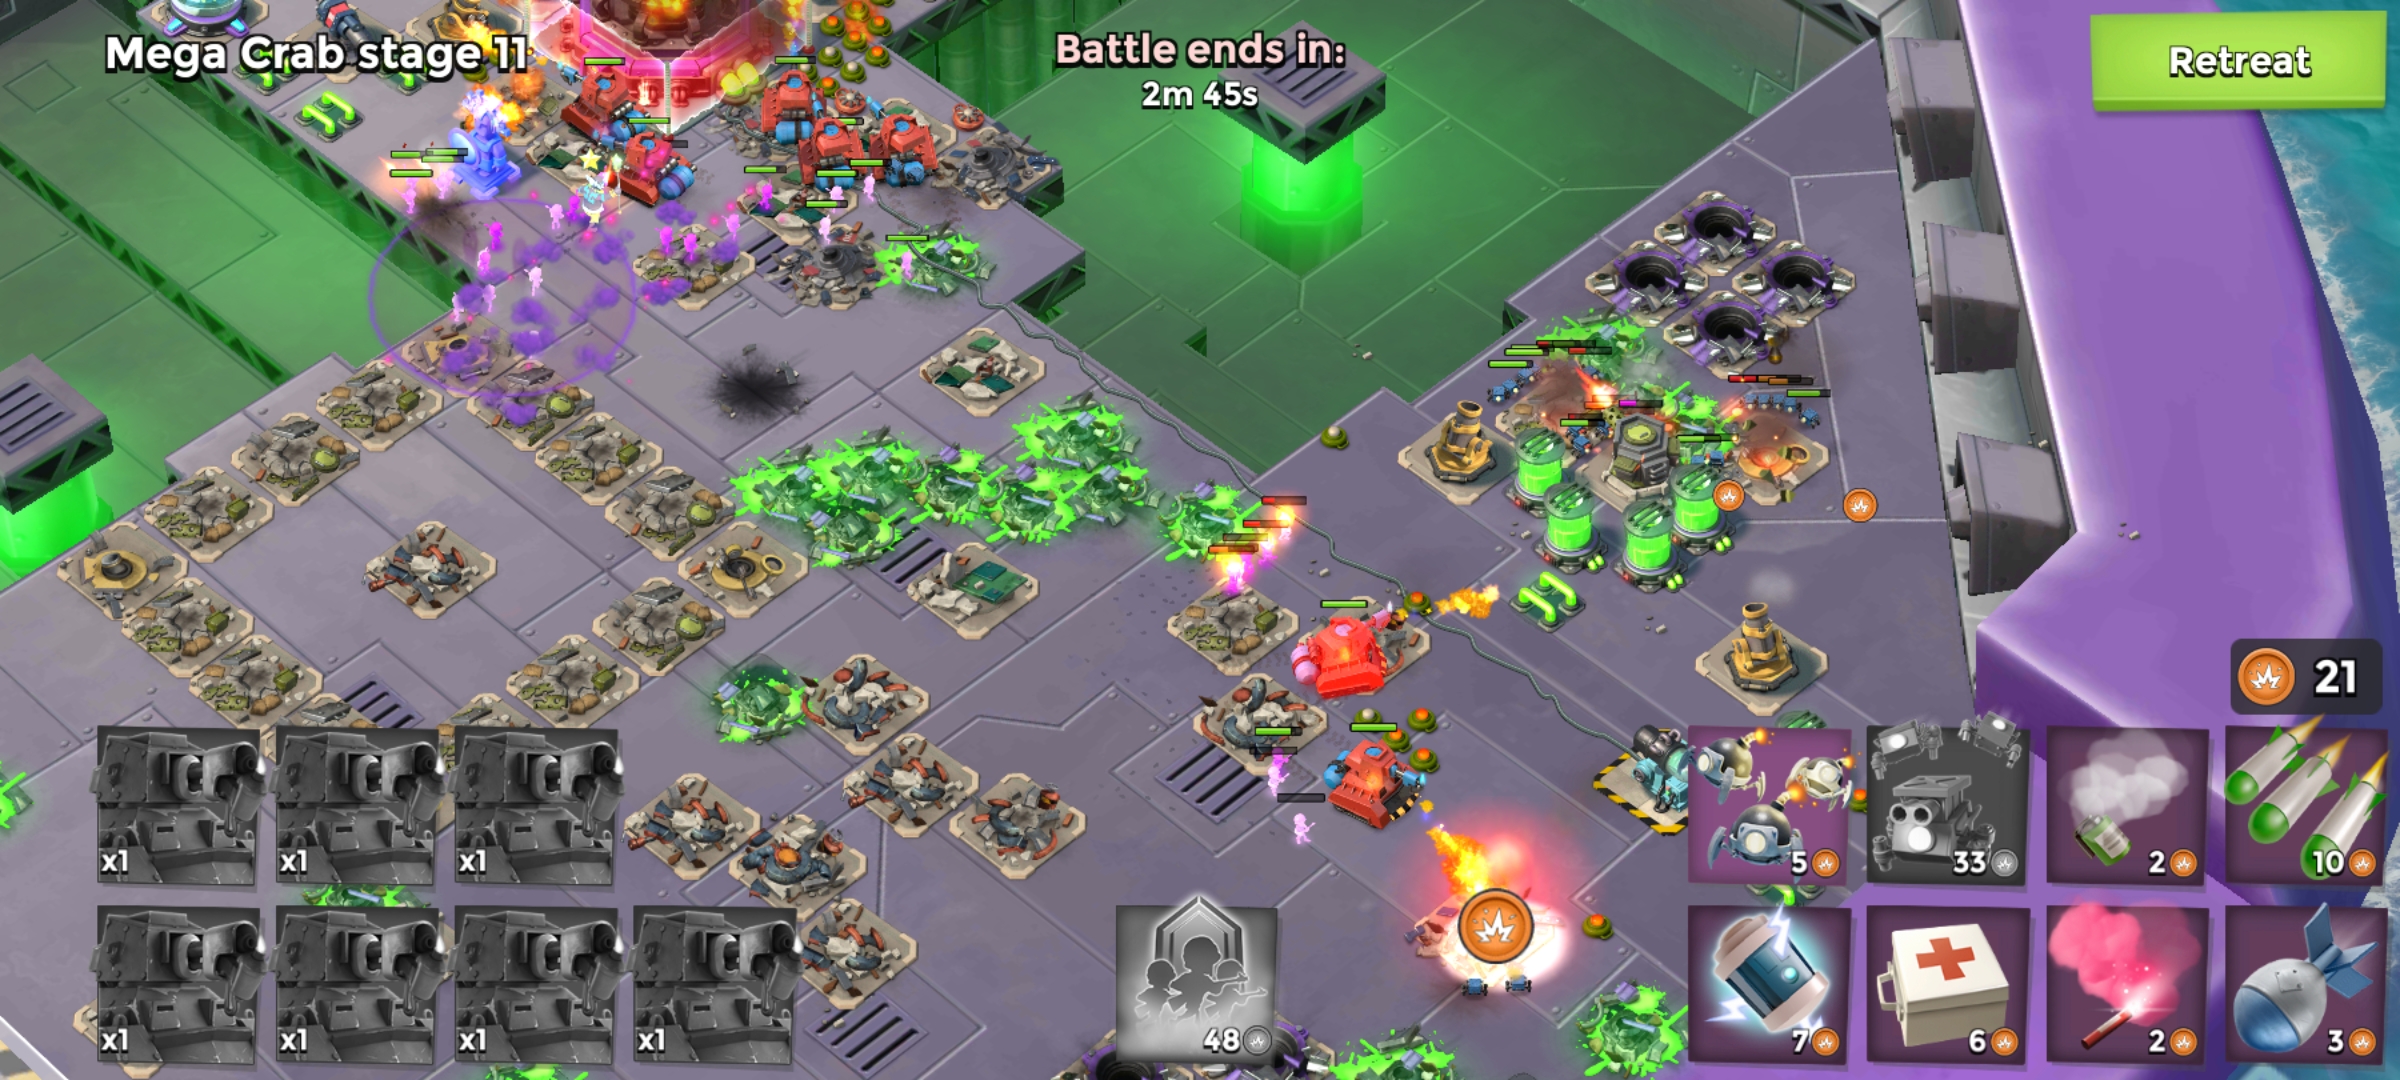 Mega Crab stage 11
Battle ends in:
2m 45s
Retreat
21
x1
x1
x1
5
33
2
10
x1
x1
x1
x1
48
7
6
2
3